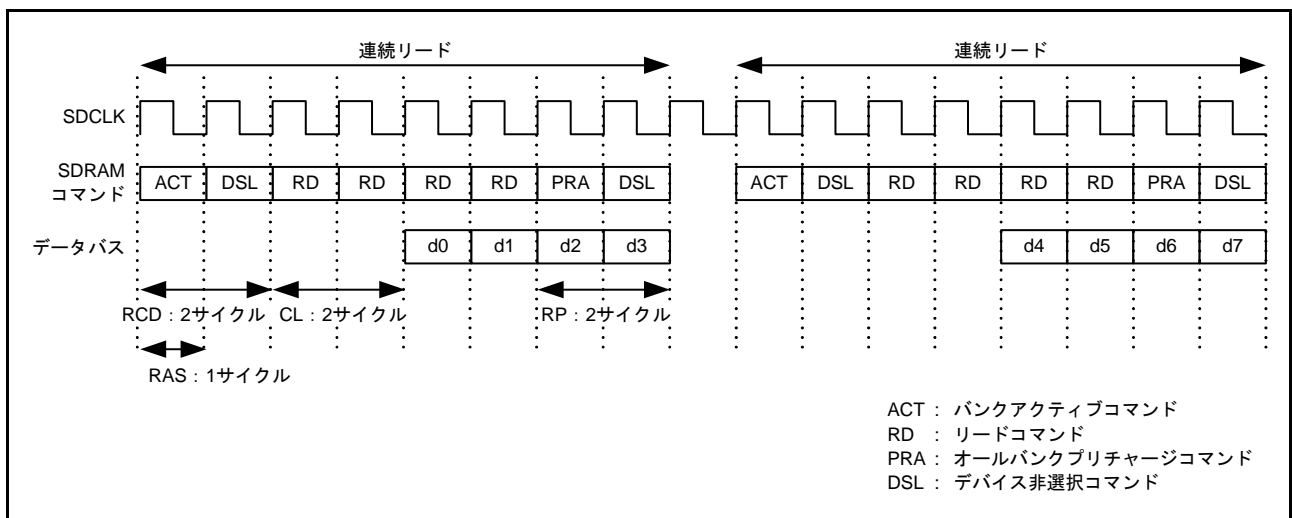 連続リード 連続リード
SDCLK
SDRAM
コマンド
ACT DSL RD RD RD RD PRA DSL ACT DSL RD RD RD RD PRA DSL
データバス d0 d1 d2 d3 d4 d5 d6 d7
RCD：2サイクル CL：2サイクル RP：2サイクル
RAS：1サイクル
ACT： バンクアクティブコマンド
RD ： リードコマンド
PRA： オールバンクプリチャージコマンド
DSL： デバイス非選択コマンド